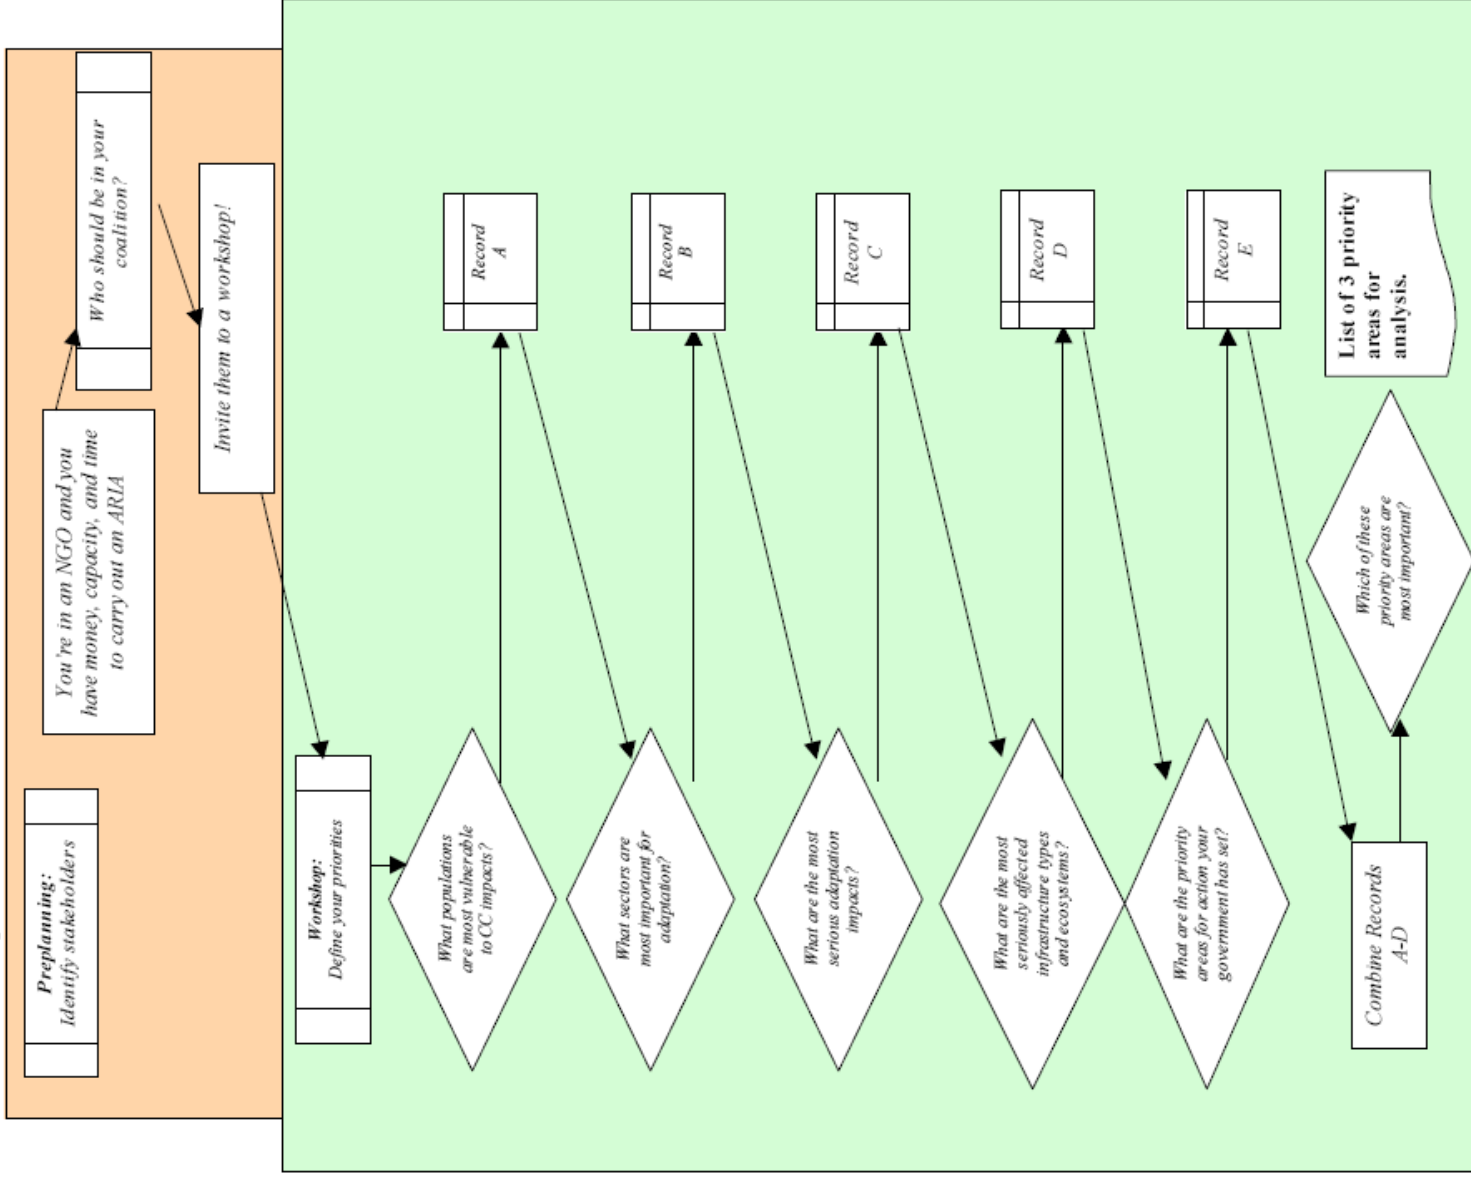 Preplanning:
Identify stakeholders
You're in an NGO and you
have money, capacity, and time
to carry out an ARIA
Who should be in your
coalition?
Invite them to a workshop!
Workshop:
Define your priorities
What populations
are most vulnerable
to CC impacts?
Record
A
What sectors are
most important for
adaptation?
Record
B
What are the most
serious adaptation
impacts?
Record
C
What are the most
seriously affected
infrastructure types
and ecosystems?
Record
D
What are the priority
areas for action your
government has set?
Record
E
Combine Records
A-D
Which of these
priority areas are
most important?
List of 3 priority
areas for
analysis.